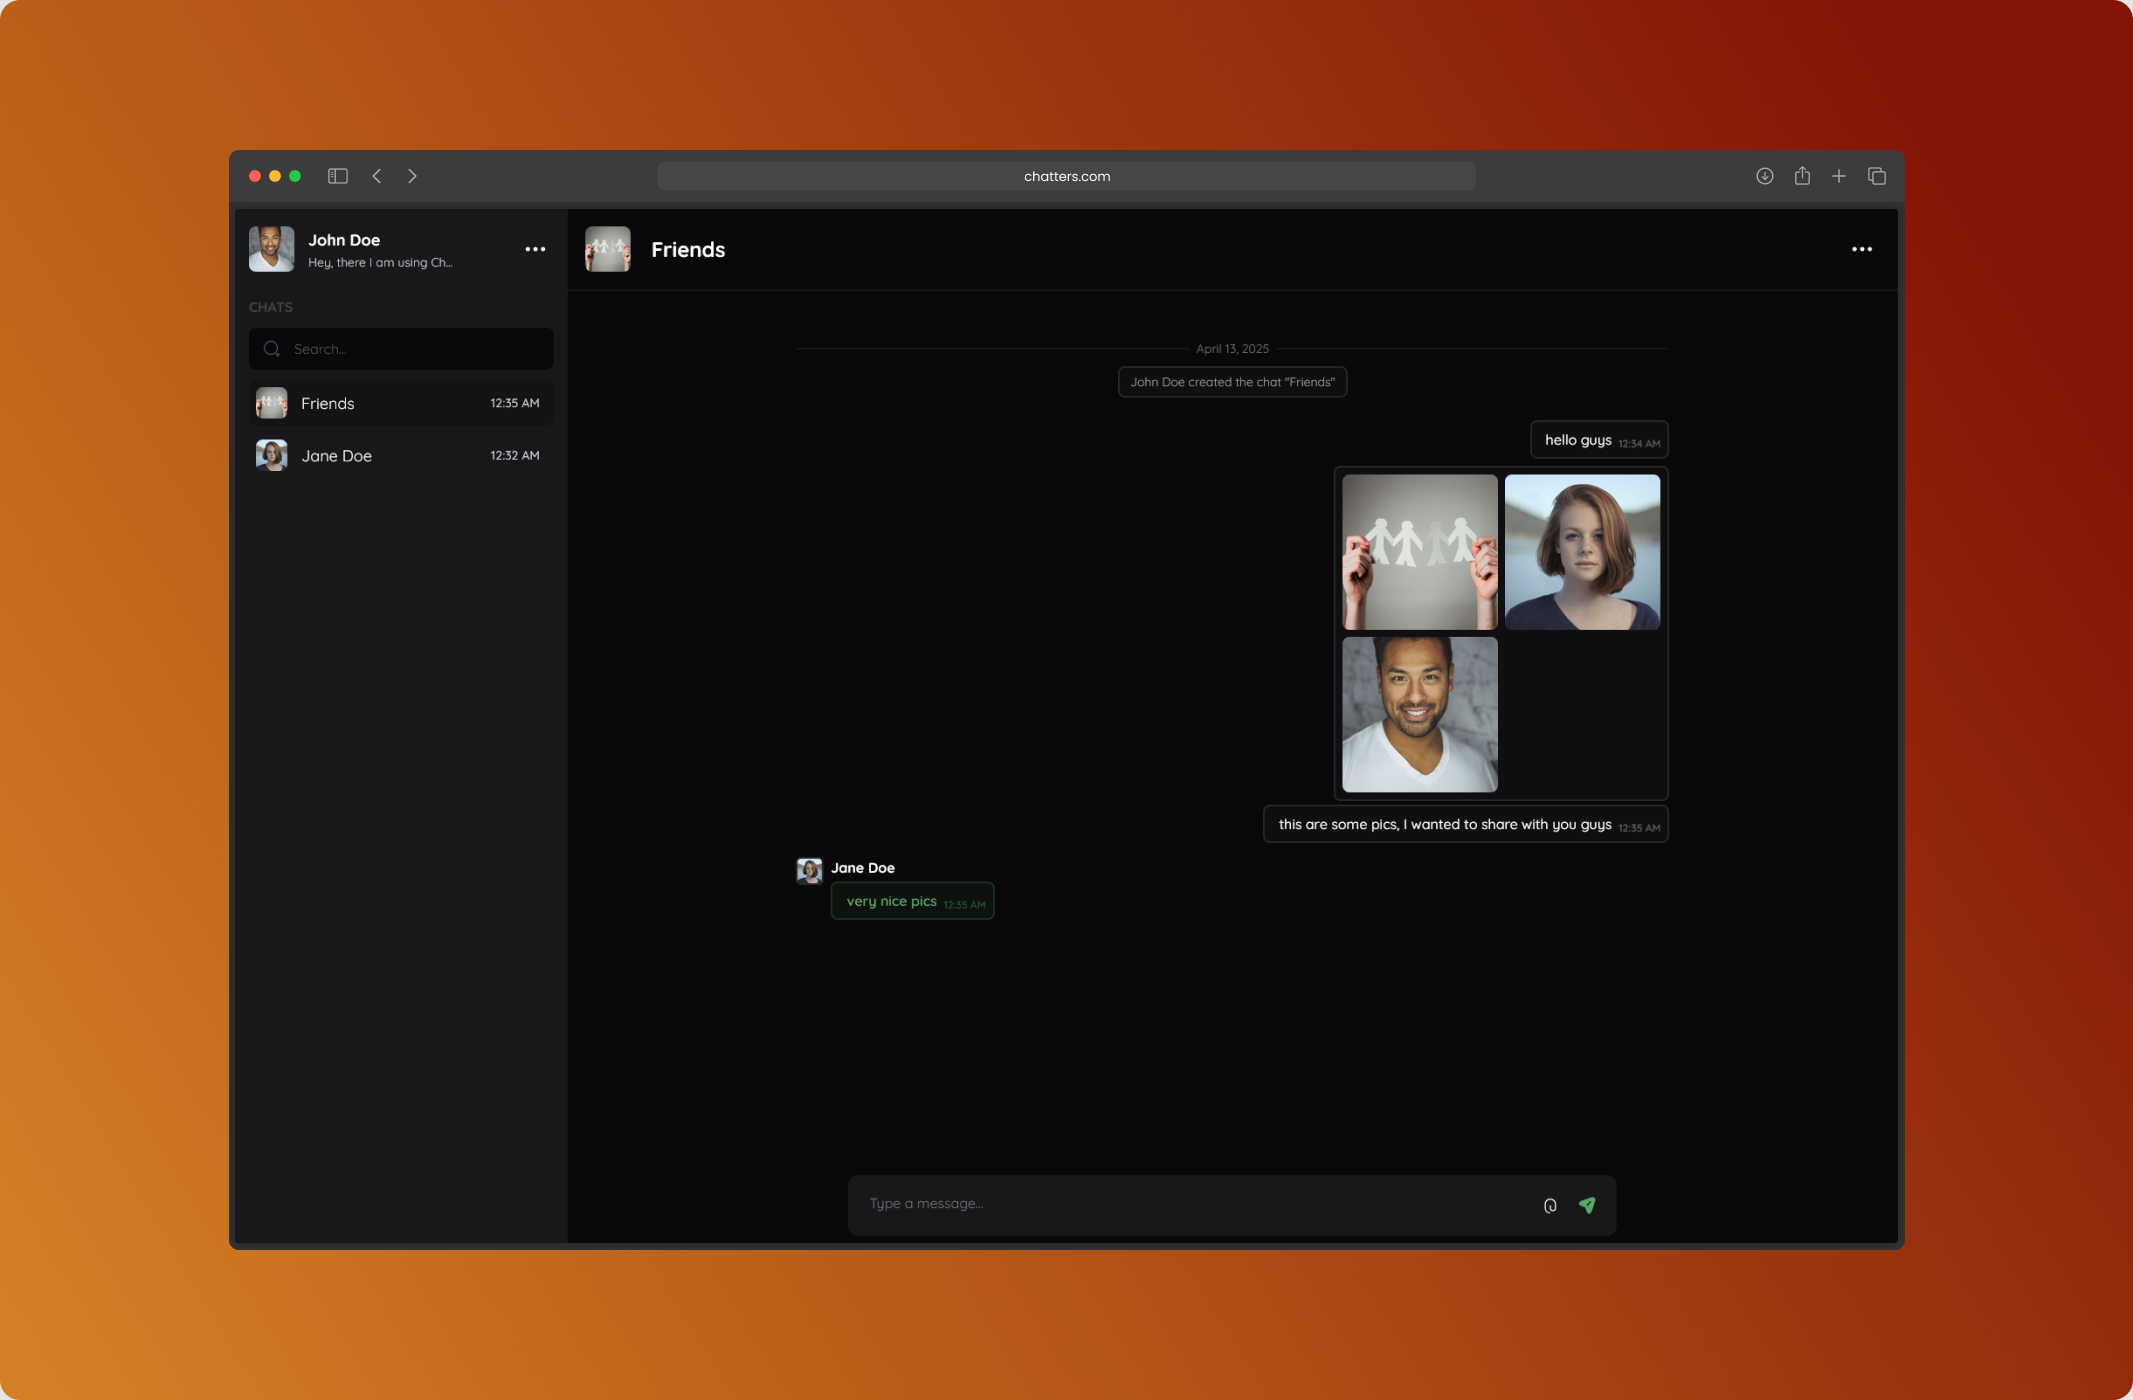 chatters.com
John Doe
Hey, there I am using Ch...
CHATS
Search...
Friends 12:35 AM
Jane Doe 12:32 AM
Friends
April 13, 2025
John Doe created the chat "Friends"
hello guys 12:34 AM
this are some pics, I wanted to share with you guys 12:35 AM
Jane Doe
very nice pics 12:35 AM
Type a message...